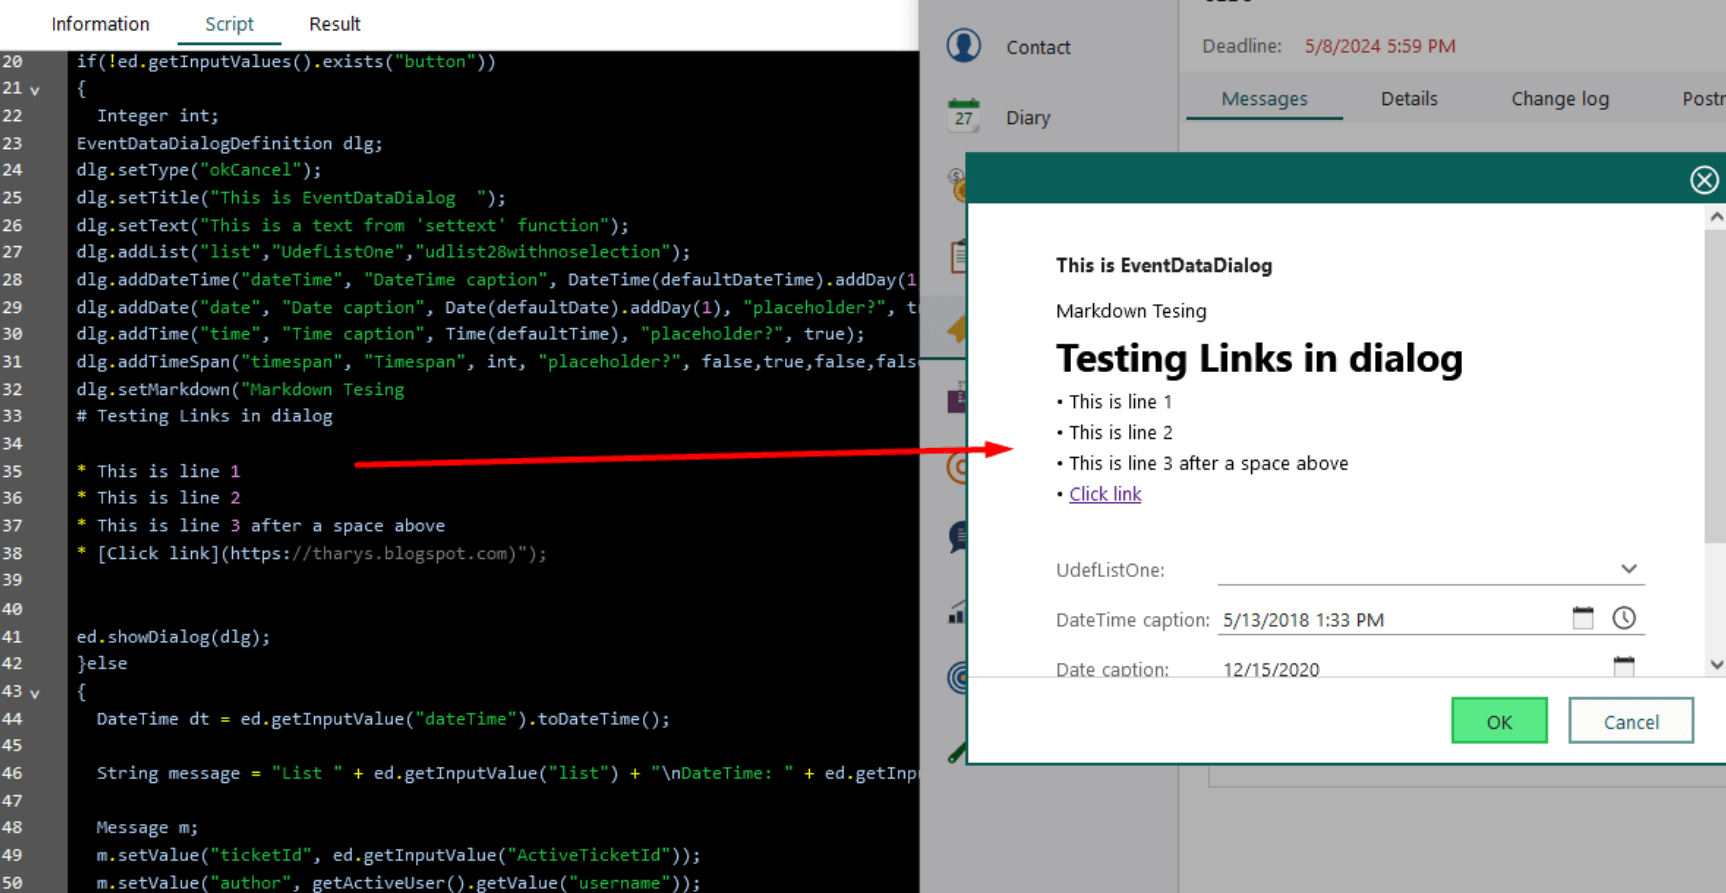 Information Script Result
20 if(!ed.getInputValues().exists("button"))
21 {
22 Integer int;
23 EventDataDialogDefinition dlg;
24 dlg.setType("okCancel");
25 dlg.setTitle("This is EventDataDialog  ");
26 dlg.setText("This is a text from 'settext' function");
27 dlg.addList("list","UdefListOne","udlist28withnoselection");
28 dlg.addDateTime("dateTime", "DateTime caption", DateTime(defaultDateTime).addDay(1
29 dlg.addDate("date", "Date caption", Date(defaultDate).addDay(1), "placeholder?", t
30 dlg.addTime("time", "Time caption", Time(defaultTime), "placeholder?", true);
31 dlg.addTimeSpan("timespan", "Timespan", int, "placeholder?", false,true,false,fals
32 dlg.setMarkdown("Markdown Tesing
33 # Testing Links in dialog
34
35 * This is line 1
36 * This is line 2
37 * This is line 3 after a space above
38 * [Click link](https://tharys.blogspot.com)");
39
40
41 ed.showDialog(dlg);
42 }else
43 {
44 DateTime dt = ed.getInputValue("dateTime").toDateTime();
45
46 String message = "List " + ed.getInputValue("list") + "\nDateTime: " + ed.getInp
47
48 Message m;
49 m.setValue("ticketId", ed.getInputValue("ActiveTicketId"));
50 m.setValue("author", getActiveUser().getValue("username"));
Contact
27 Diary
Deadline: 5/8/2024 5:59 PM
Messages Details Change log Postr
This is EventDataDialog
Markdown Tesing
Testing Links in dialog
• This is line 1
• This is line 2
• This is line 3 after a space above
• Click link
UdefListOne:
DateTime caption: 5/13/2018 1:33 PM
Date caption: 12/15/2020
OK Cancel